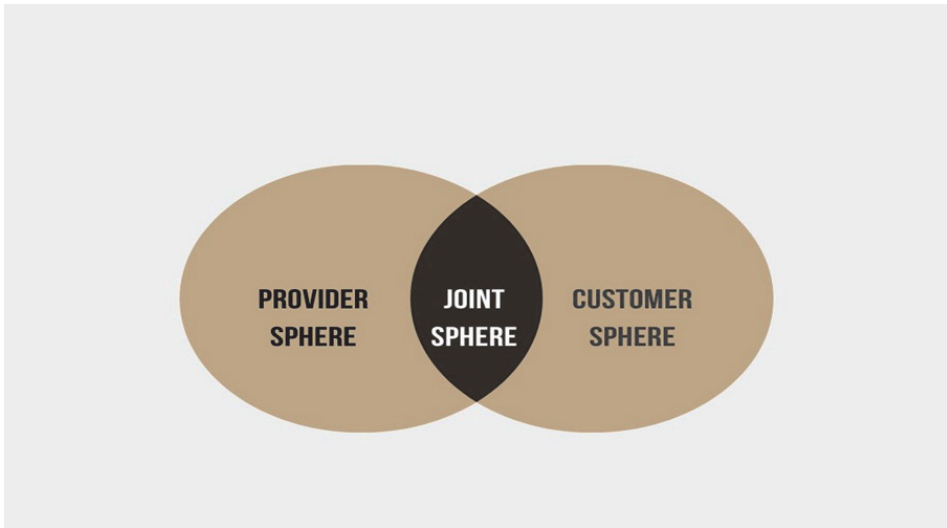 PROVIDER
SPHERE
JOINT
SPHERE
CUSTOMER
SPHERE